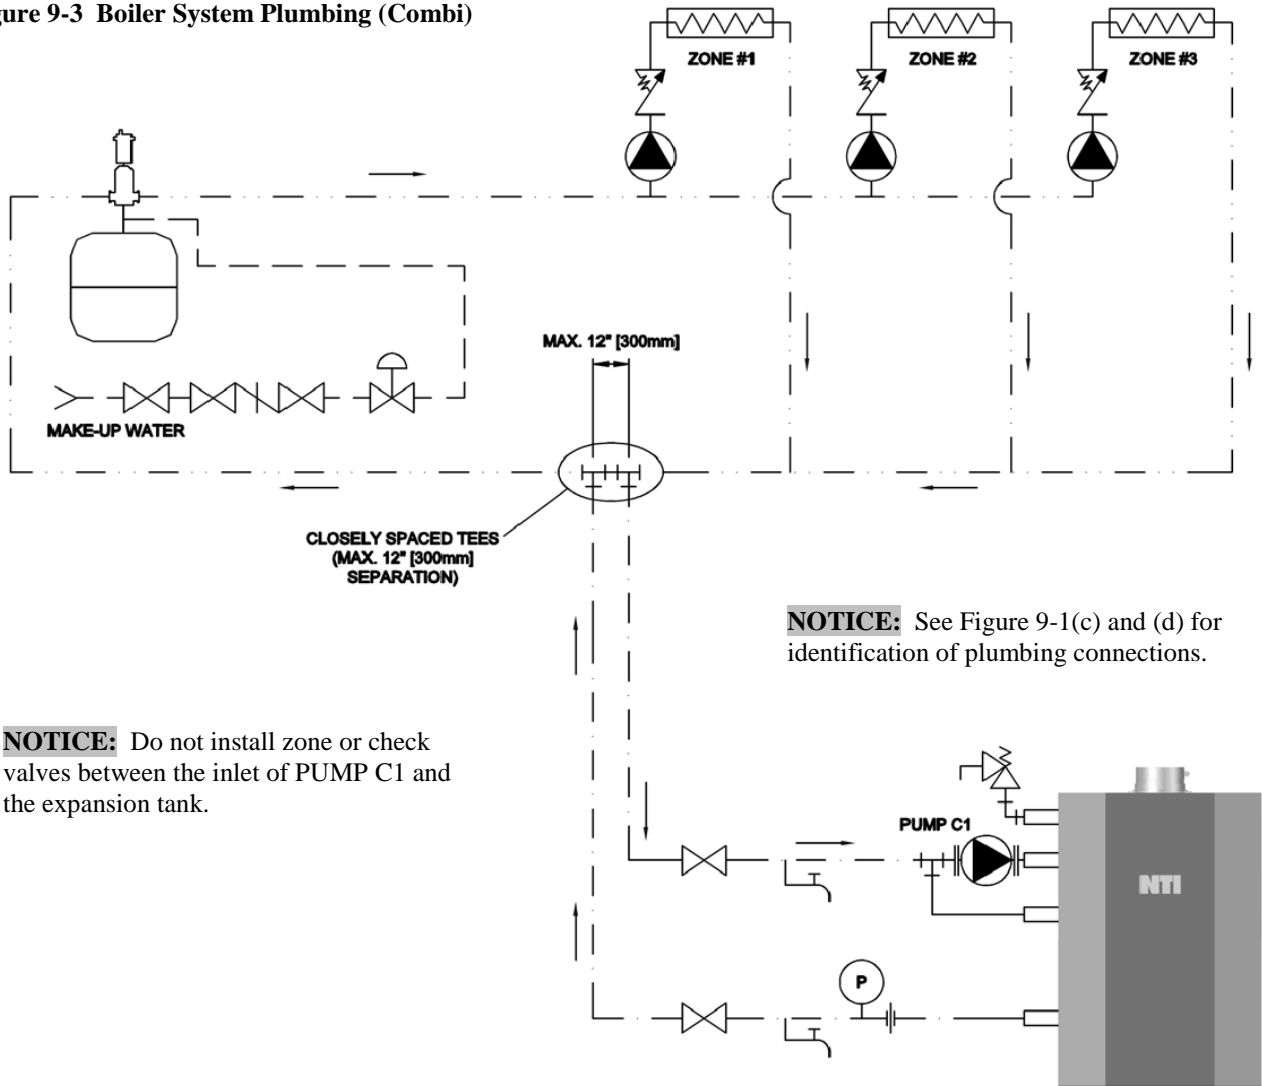 gure 9-3  Boiler System Plumbing (Combi)
ZONE #1
ZONE #2
ZONE #3
MAX. 12" [300mm]
MAKE-UP WATER
CLOSELY SPACED TEES
(MAX. 12" [300mm]
SEPARATION)
NOTICE:  See Figure 9-1(c) and (d) for
identification of plumbing connections.
NOTICE:  Do not install zone or check
valves between the inlet of PUMP C1 and
the expansion tank.
PUMP C1
NTI
P